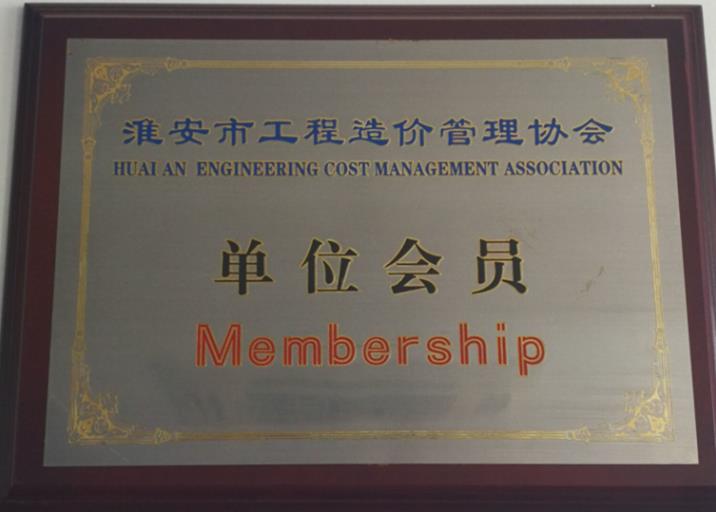 淮安市工程造价管理协会
HUAI AN ENGINEERING COST MANAGEMENT ASSOCIATION
单位会员
Membership